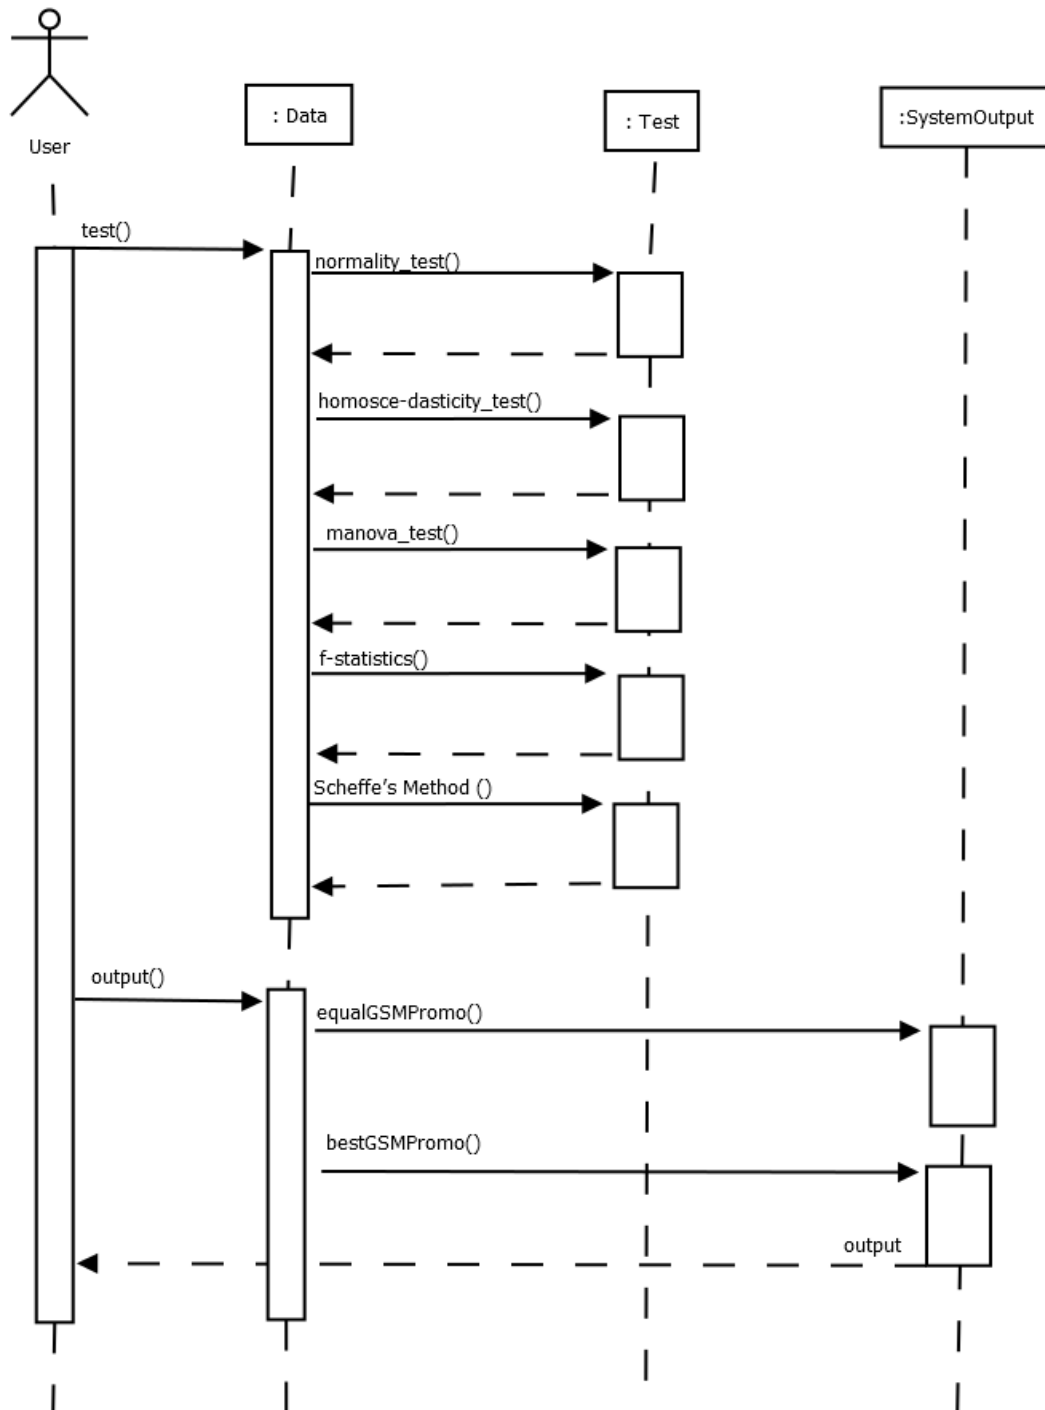 User
: Data
: Test
:SystemOutput
test()
normality_test()
homosce-dasticity_test()
manova_test()
f-statistics()
Scheffe's Method ()
output()
equalGSMPromo()
bestGSMPromo()
output